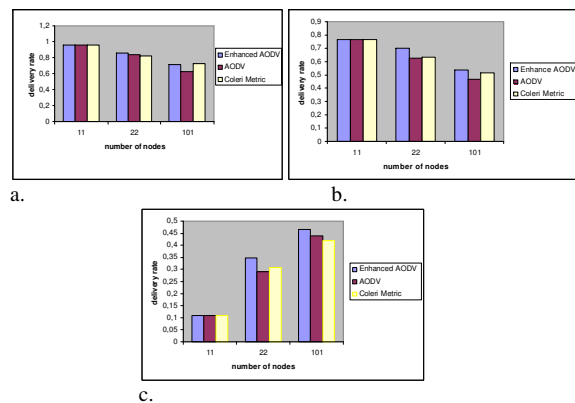 1,2
1
0,8
0,6
0,4
0,2
0
delivery rate
11 22 101
number of nodes
Enhanced AODV
AODV
Coleri Metric
a.
0,9
0,8
0,7
0,6
0,5
0,4
0,3
0,2
0,1
0
delivery rate
11 22 101
number of nodes
Enhance AODV
AODV
Coleri Metric
b.
0,5
0,45
0,4
0,35
0,3
0,25
0,2
0,15
0,1
0,05
0
delivery rate
11 22 101
number of nodes
Enhanced AODV
AODV
Coleri Metric
c.